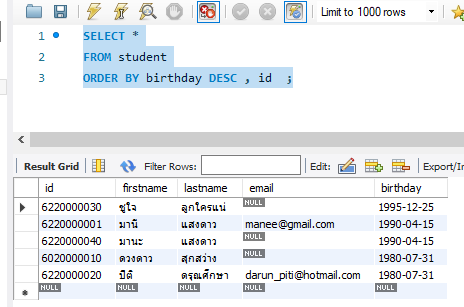 Limit to 1000 rows
1 SELECT *
2 FROM student
3 ORDER BY birthday DESC , id ;
Result Grid Filter Rows: Edit: Export/Im
id firstname lastname email birthday
6220000030 ชูใจ ลูกใครแน่ NULL 1995-12-25
6220000001 มานี แสงดาว manee@gmail.com 1990-04-15
6220000040 มานะ แสงดาว NULL 1990-04-15
6020000010 ดวงดาว สุกสว่าง NULL 1980-07-31
6220000020 ปิติ ดรุณศึกษา darun_piti@hotmail.com 1980-07-31
NULL NULL NULL NULL NULL